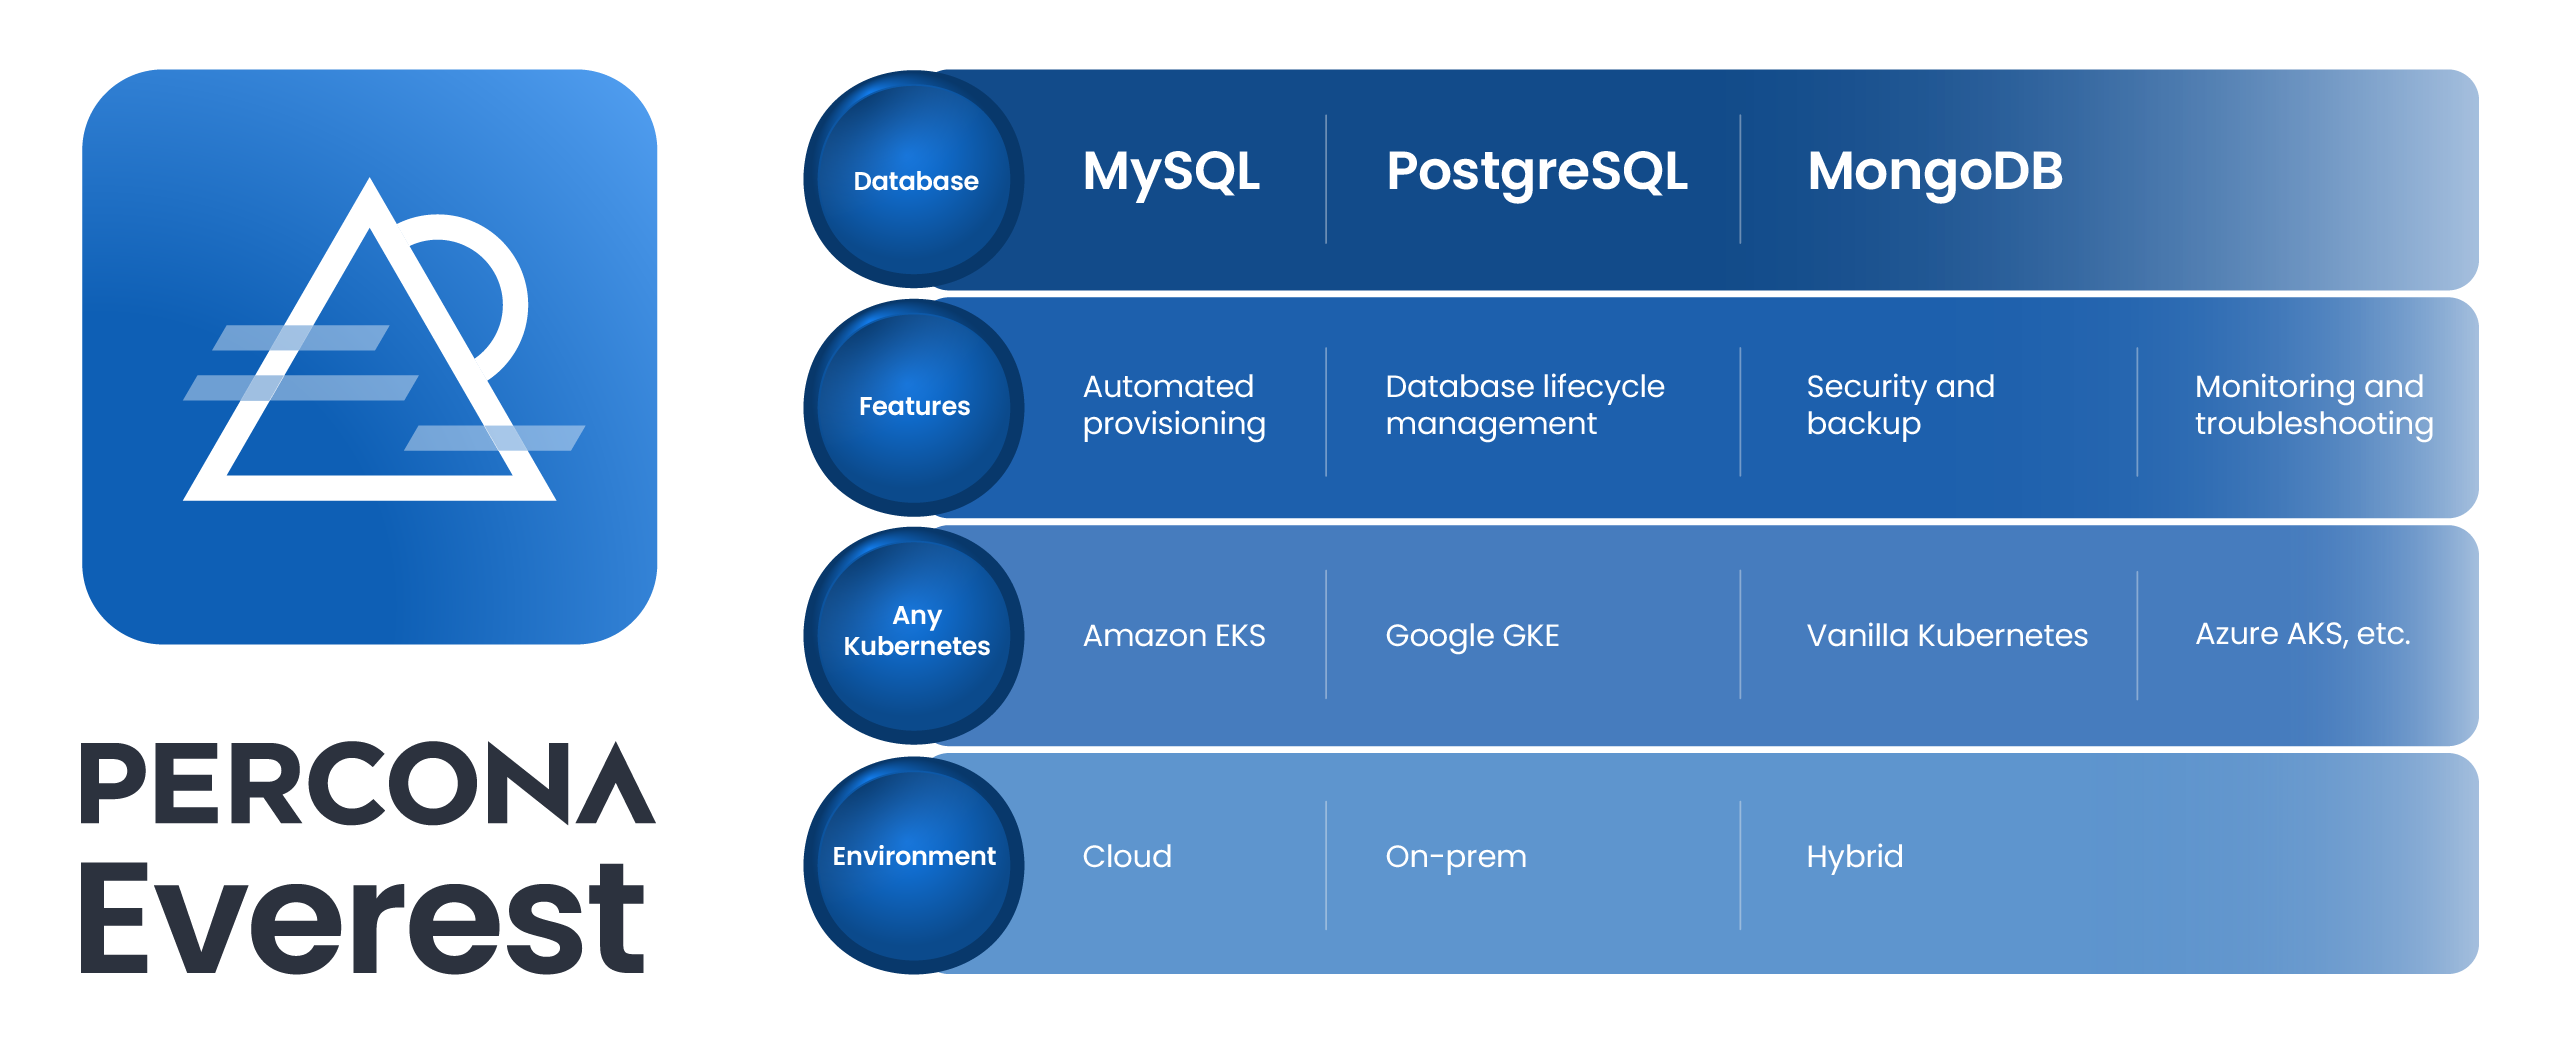 PERCONA
Everest
Database
MySQL
PostgreSQL
MongoDB
Features
Automated
provisioning
Database lifecycle
management
Security and
backup
Monitoring and
troubleshooting
Any
Kubernetes
Amazon EKS
Google GKE
Vanilla Kubernetes
Azure AKS, etc.
Environment
Cloud
On-prem
Hybrid